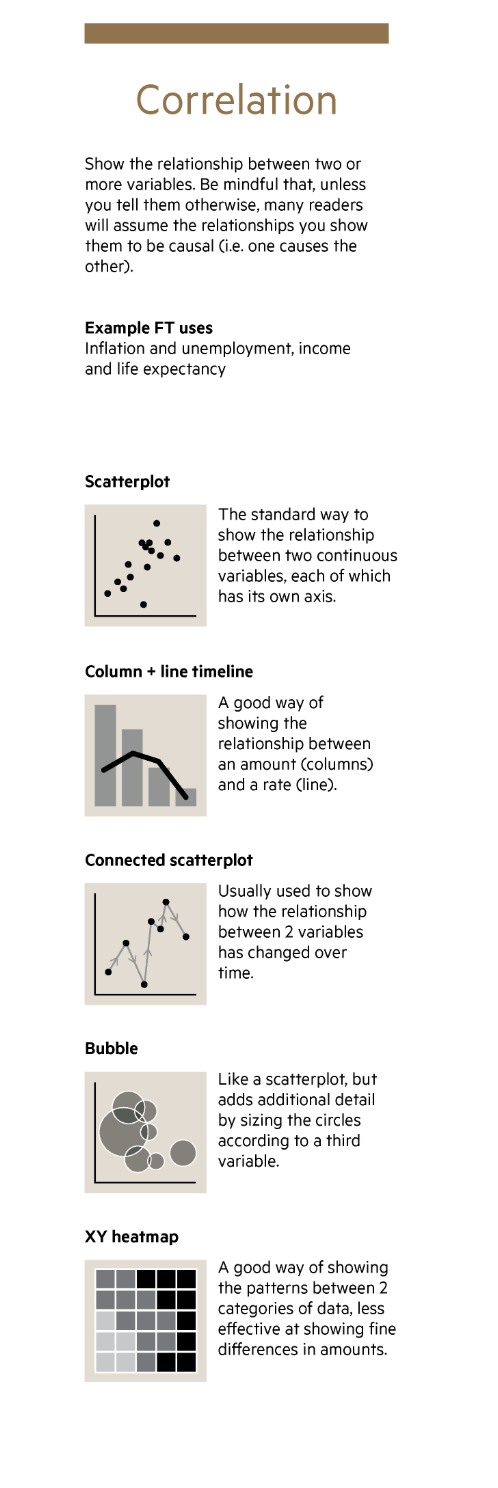 Correlation
Show the relationship between two or
more variables. Be mindful that, unless
you tell them otherwise, many readers
will assume the relationships you show
them to be causal (i.e. one causes the
other).
Example FT uses
Inflation and unemployment, income
and life expectancy
Scatterplot
The standard way to
show the relationship
between two continuous
variables, each of which
has its own axis.
Column + line timeline
A good way of
showing the
relationship between
an amount (columns)
and a rate (line).
Connected scatterplot
Usually used to show
how the relationship
between 2 variables
has changed over
time.
Bubble
Like a scatterplot, but
adds additional detail
by sizing the circles
according to a third
variable.
XY heatmap
A good way of showing
the patterns between 2
categories of data, less
effective at showing fine
differences in amounts.